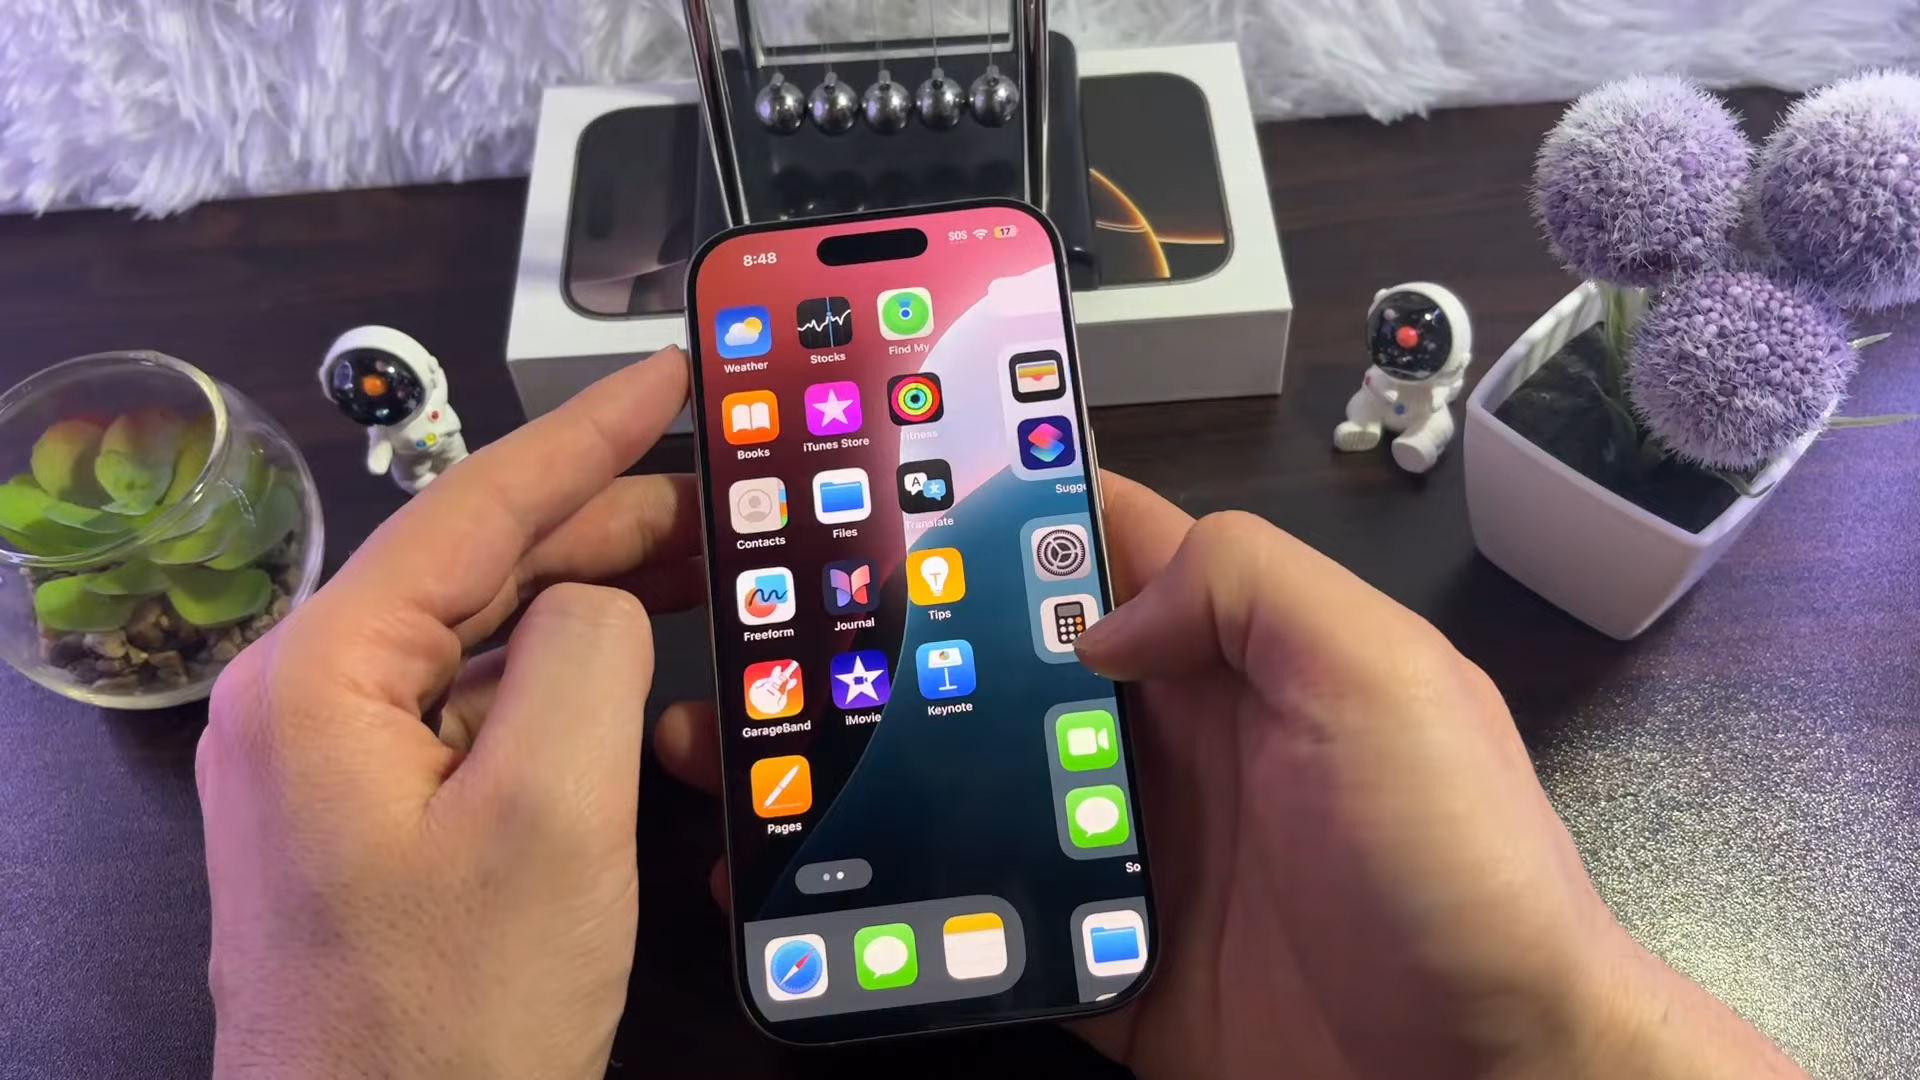 8:48
SOS
17
Weather
Stocks
Find My
Books
iTunes Store
Fitness
Contacts
Files
Translate
Sugge
Freeform
Journal
Tips
GarageBand
iMovie
Keynote
Pages
So